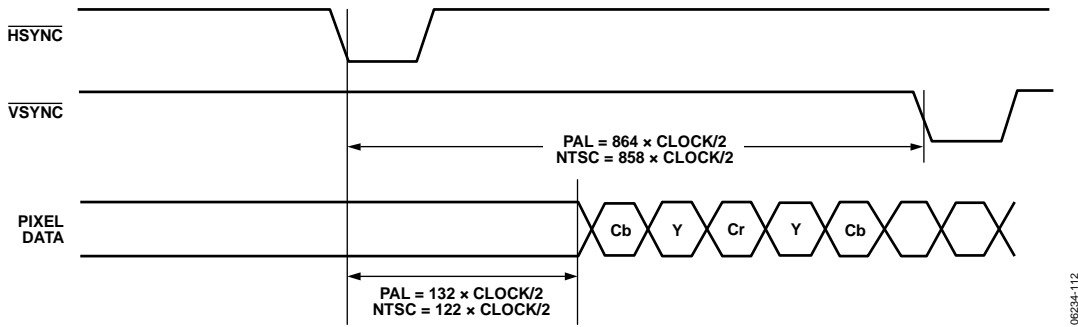 HSYNC
VSYNC
PAL = 864 × CLOCK/2
NTSC = 858 × CLOCK/2
PIXEL
DATA
Cb Y Cr Y Cb
PAL = 132 × CLOCK/2
NTSC = 122 × CLOCK/2
06234-112